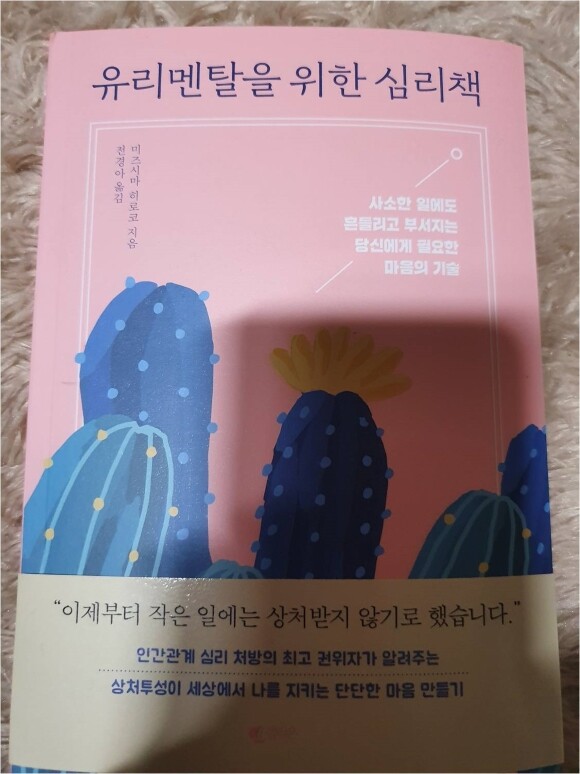 유리멘탈을 위한 심리책
미즈시마 히로코 지음
전경아 옮김
사소한 일에도
흔들리고 부서지는
당신에게 필요한
마음의 기술
“이제부터 작은 일에는 상처받지 않기로 했습니다.”
인간관계 심리 처방의 최고 권위자가 알려주는
상처투성이 세상에서 나를 지키는 단단한 마음 만들기